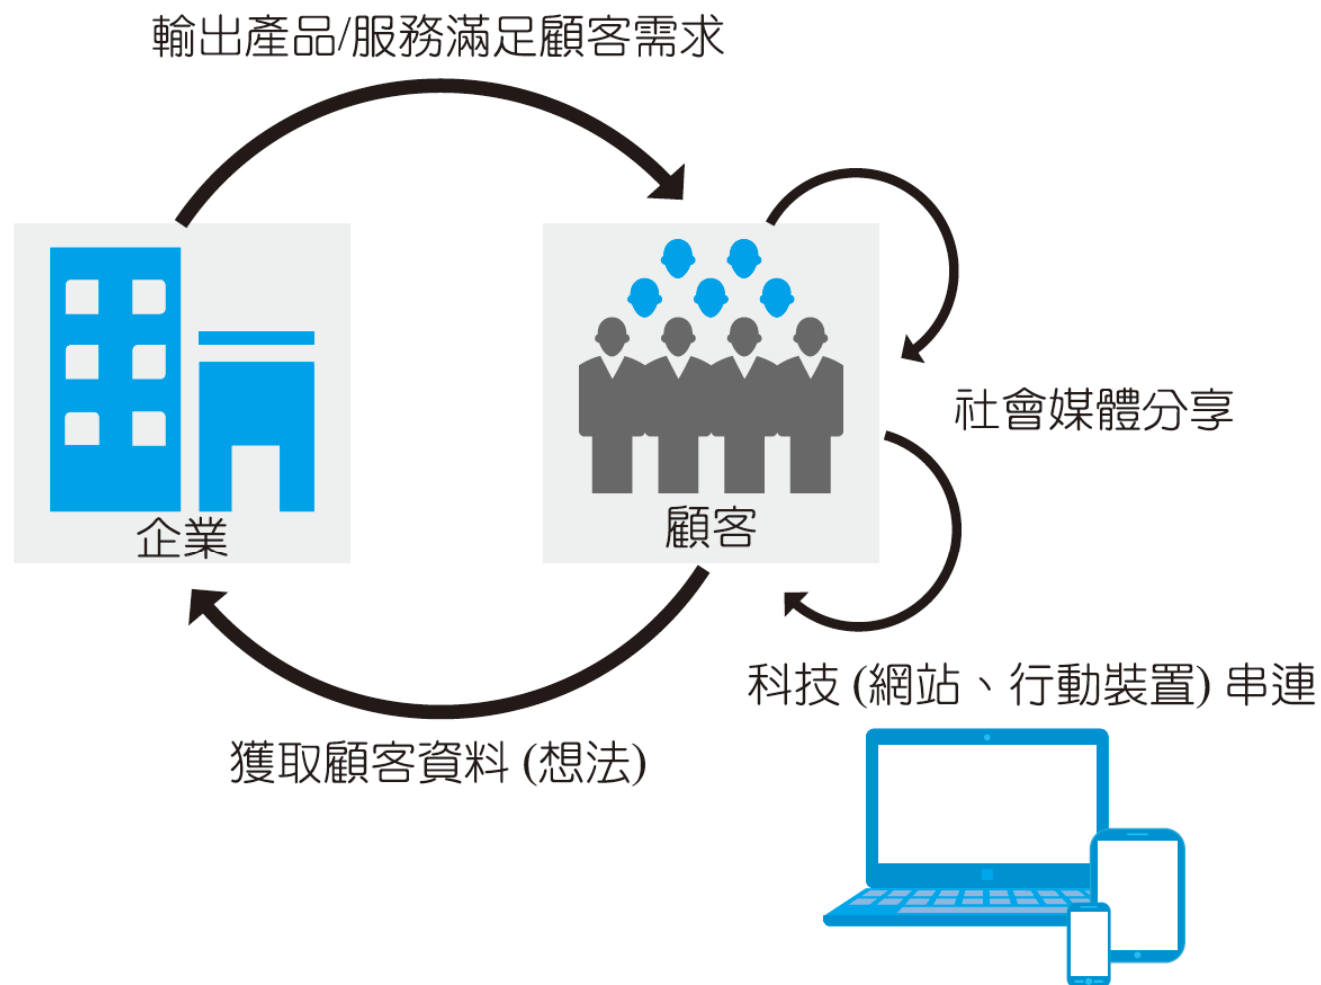 輸出產品/服務滿足顧客需求
社會媒體分享
企業
顧客
科技 (網站、行動裝置) 串連
獲取顧客資料 (想法)